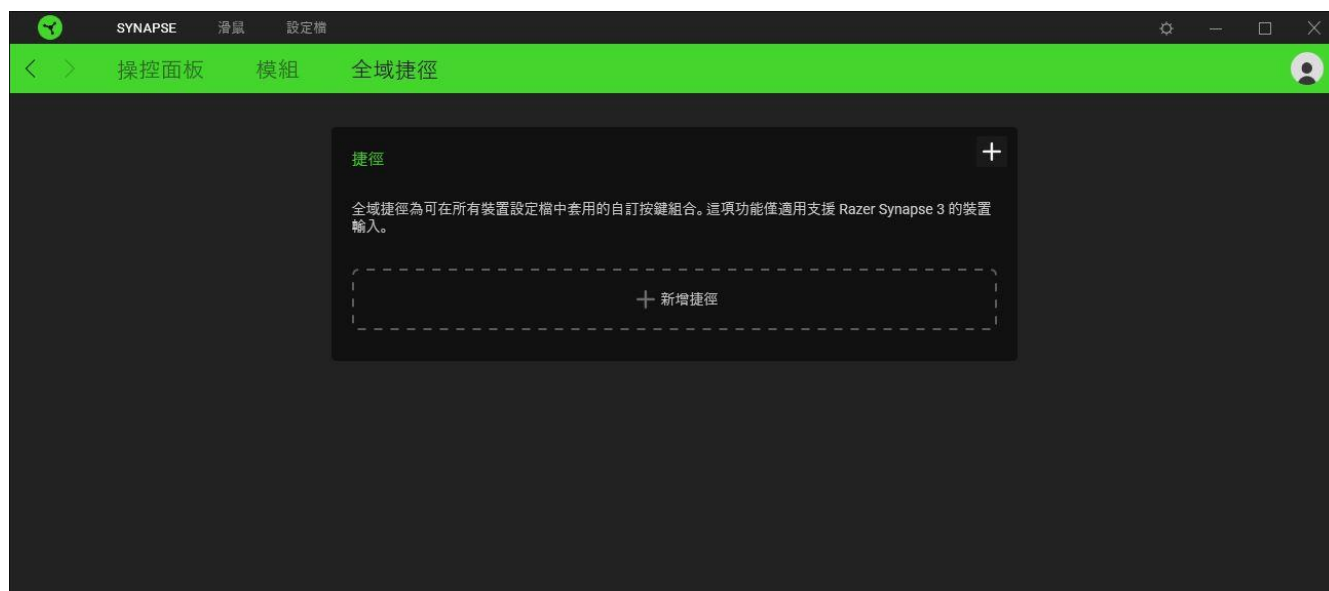 SYNAPSE 滑鼠 設定檔
操控面板 模組 全域捷徑
捷徑
全域捷徑為可在所有裝置設定檔中套用的自訂按鍵組合。這項功能僅適用支援 Razer Synapse 3 的裝置
輸入。
新增捷徑